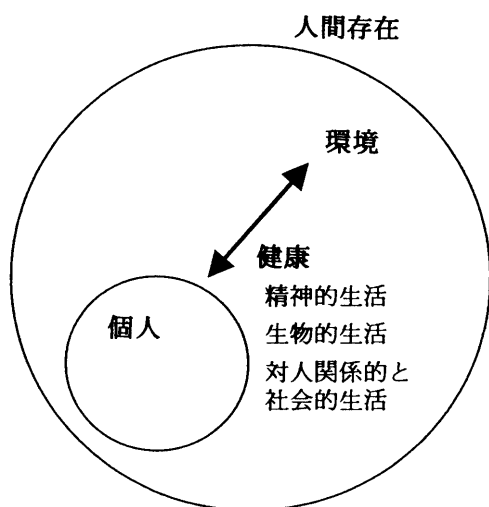 人間存在
環境
健康
精神的生活
個人
生物的生活
対人関係的と
社会的生活